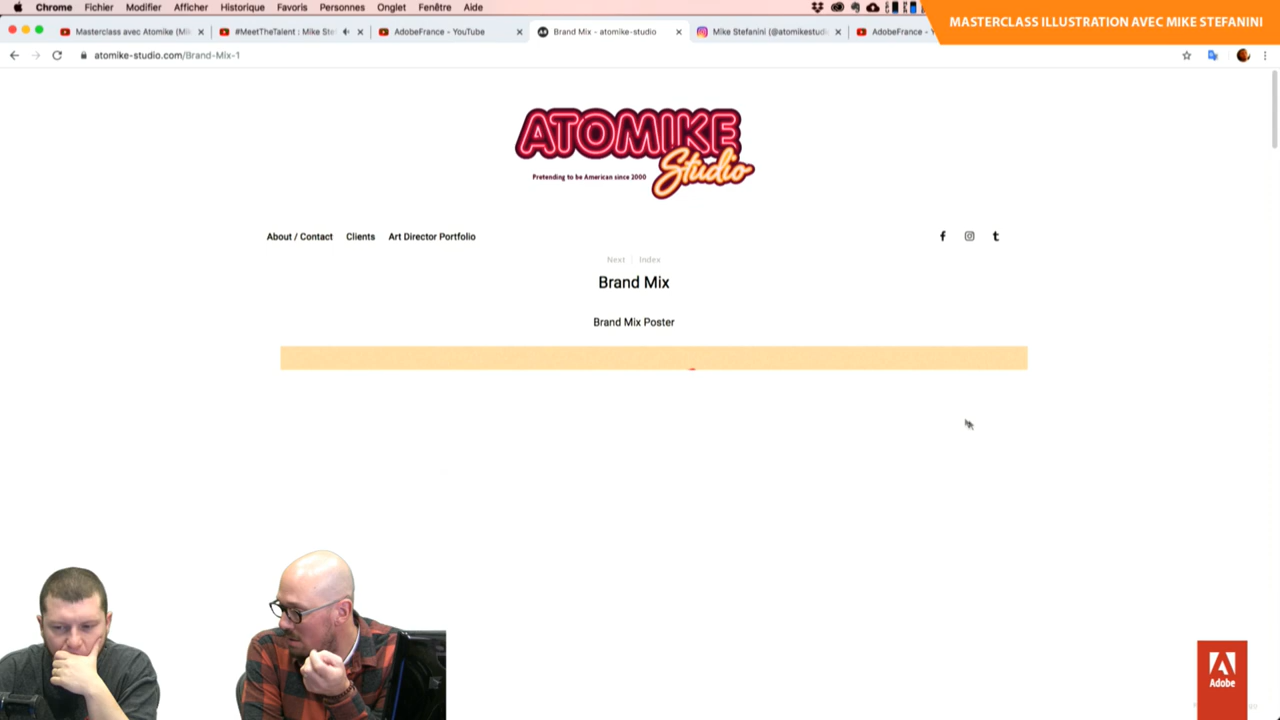 Chrome Fichier Modifier Afficher Historique Favoris Personnes Onglet Fenêtre Aide
MASTERCLASS ILLUSTRATION AVEC MIKE STEFANINI
Masterclass avec Atomike (Mi
#MeetTheTalent : Mike Ste
AdobeFrance - YouTube
Brand Mix - atomike-studio
Mike Stefanini (@atomikestudi
AdobeFrance - Y
atomike-studio.com/Brand-Mix-1
ATOMIKE
Studio
Pretending to be American since 2000
About / Contact Clients Art Director Portfolio
Next | Index
Brand Mix
Brand Mix Poster
Adobe